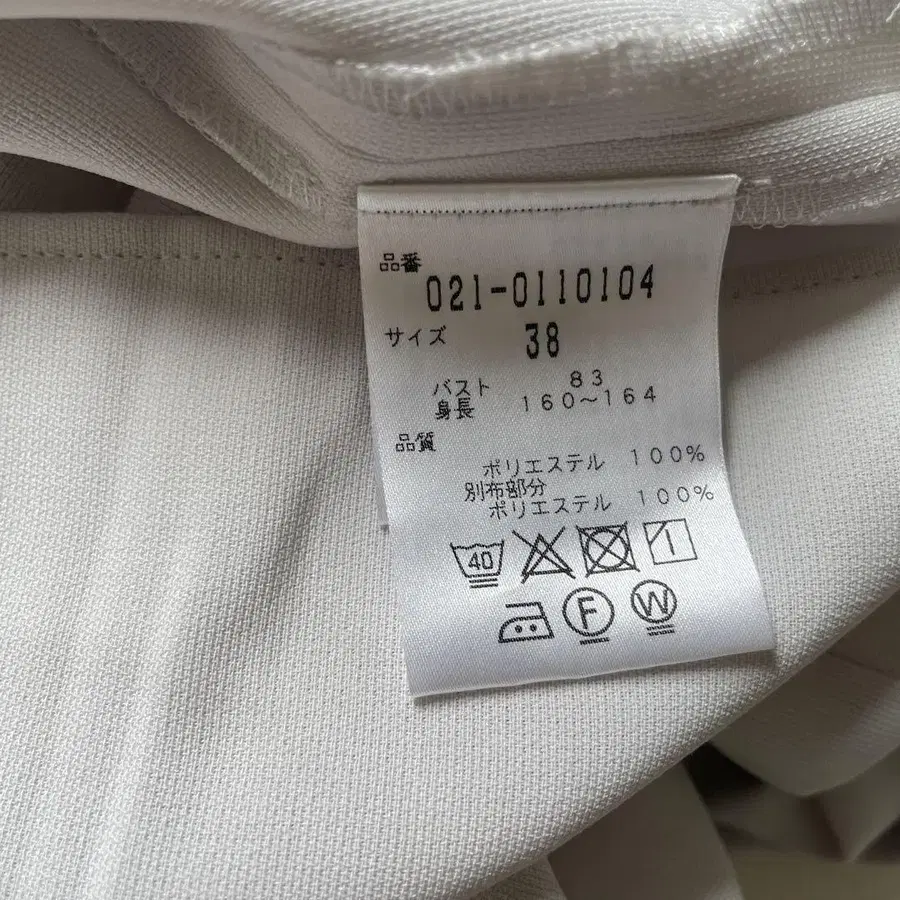 品番
021-0110104
サイズ 38
バスト 83
身長 160～164
品質
ポリエステル 100%
別布部分
ポリエステル 100%
40
F W